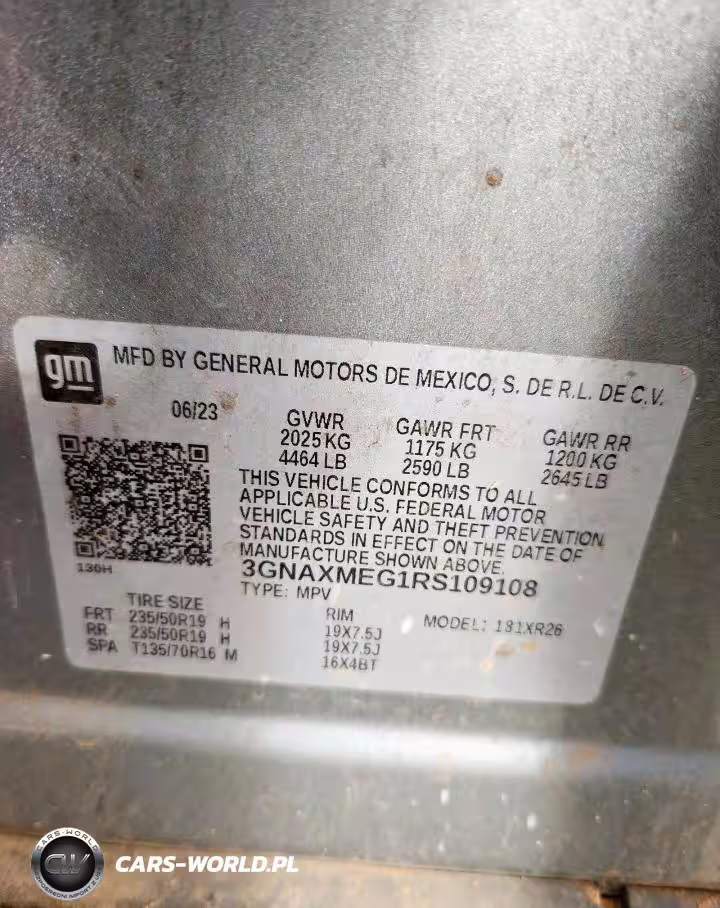 gm
MFD BY GENERAL MOTORS DE MEXICO, S. DE R.L. DE C.V.
06/23
GVWR GAWR FRT GAWR RR
2025 KG 1175 KG 1200 KG
4464 LB 2590 LB 2645 LB
THIS VEHICLE CONFORMS TO ALL
APPLICABLE U.S. FEDERAL MOTOR
VEHICLE SAFETY AND THEFT PREVENTION
STANDARDS IN EFFECT ON THE DATE OF
MANUFACTURE SHOWN ABOVE.
130H
3GNAXMEG1RS109108
TYPE: MPV
TIRE SIZE RIM MODEL: 181XR26
FRT 235/50R19 H 19X7.5J
RR 235/50R19 H 19X7.5J
SPA T135/70R16 M 16X4BT
CARS-WORLD
CW
CARS-WORLD.PL